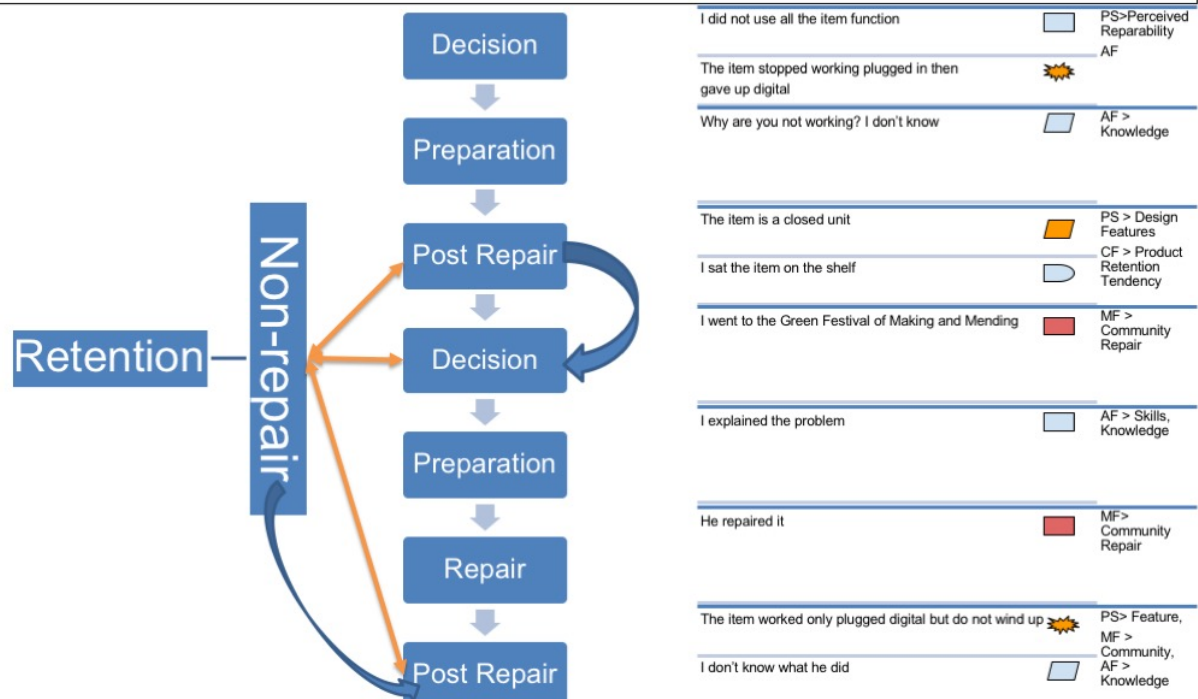 Decision
Preparation
Post Repair
Decision
Preparation
Repair
Post Repair
Non-repair
Retention
I did not use all the item function
PS>Perceived
Reparability
AF
The item stopped working plugged in then
gave up digital
Why are you not working? I don't know
AF >
Knowledge
The item is a closed unit
PS > Design
Features
I sat the item on the shelf
CF > Product
Retention
Tendency
I went to the Green Festival of Making and Mending
MF >
Community
Repair
I explained the problem
AF > Skills,
Knowledge
He repaired it
MF>
Community
Repair
The item worked only plugged digital but do not wind up
PS> Feature,
MF >
Community,
I don't know what he did
AF >
Knowledge